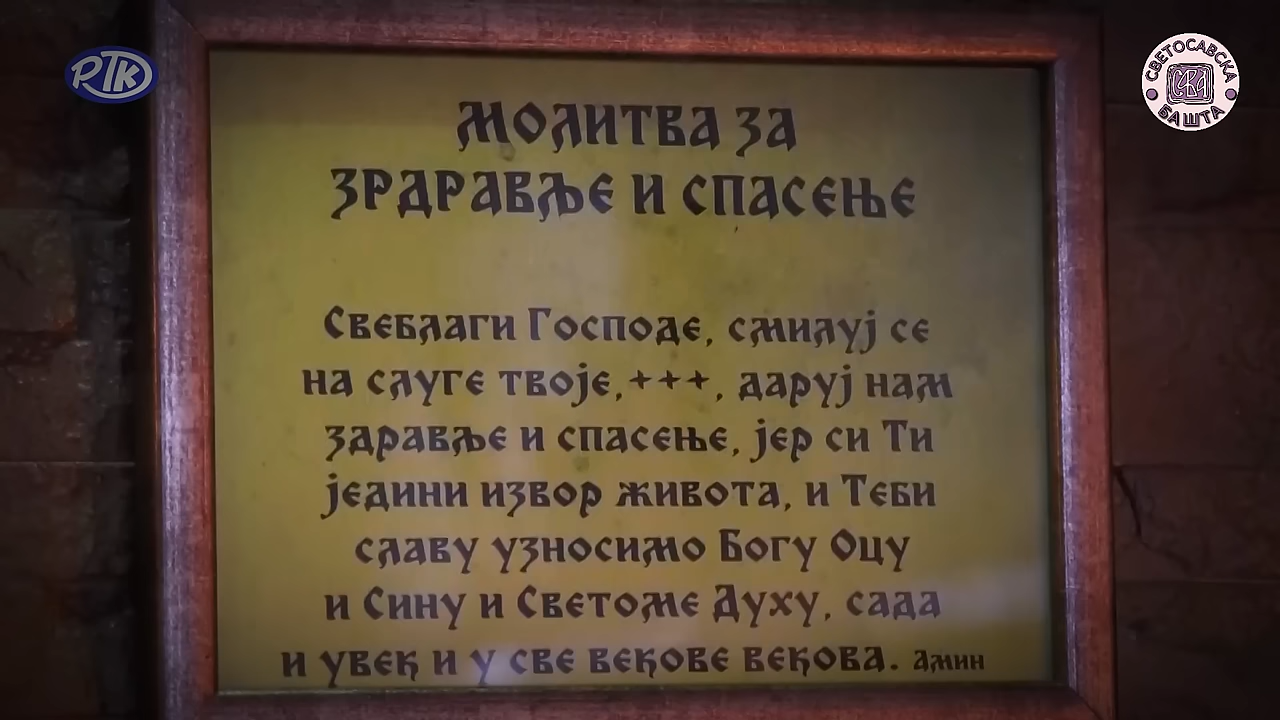 РТК
СВЕТОСАВСКА
БАШТА
МОЛИТВА ЗА
ЗРДРАВЉЕ И СПАСЕЊЕ
Свеблаги Господе, смилуј се
на слуге твоје,+++, даруј нам
здравље и спасење, јер си Ти
једини извор живота, и Теби
славу узносимо Богу Оцу
и Сину и Светоме Духу, сада
и увек и у све векове векова. Амин